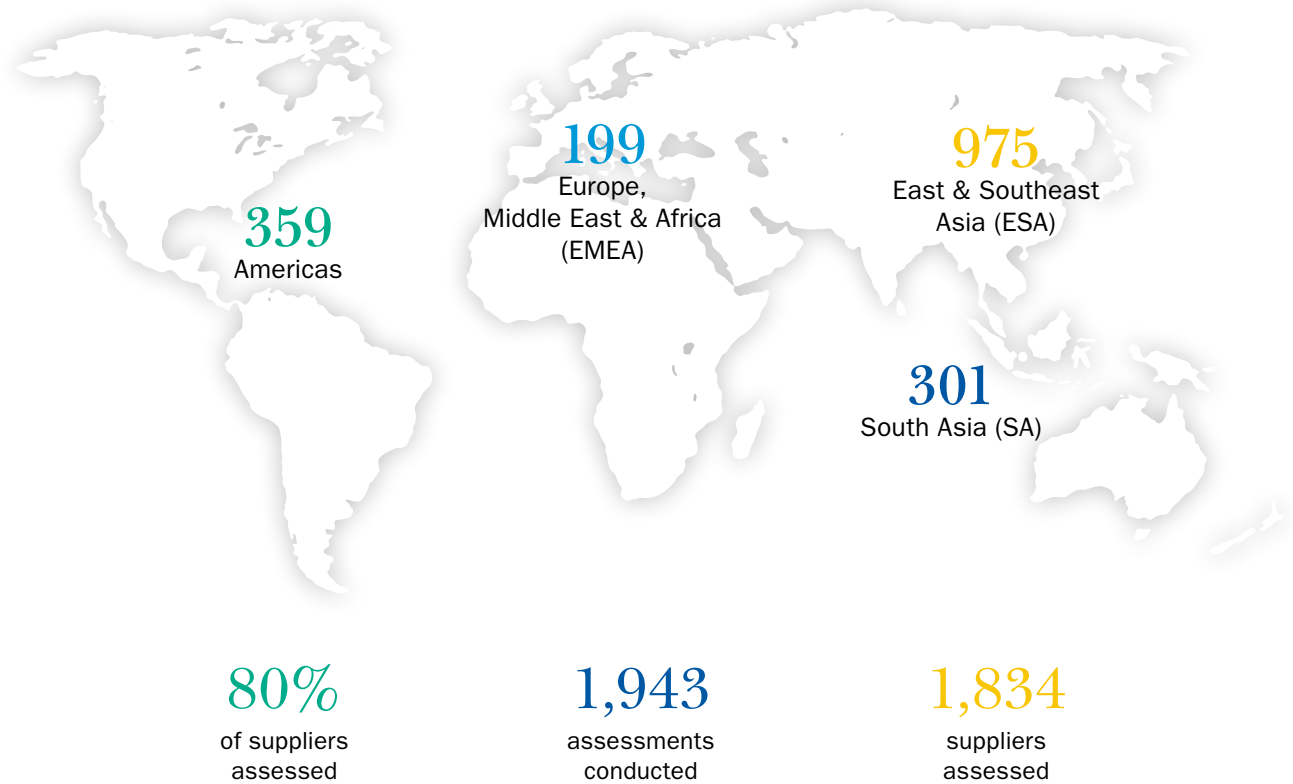 359
Americas
199
Europe,
Middle East & Africa
(EMEA)
975
East & Southeast
Asia (ESA)
301
South Asia (SA)
80%
of suppliers
assessed
1,943
assessments
conducted
1,834
suppliers
assessed